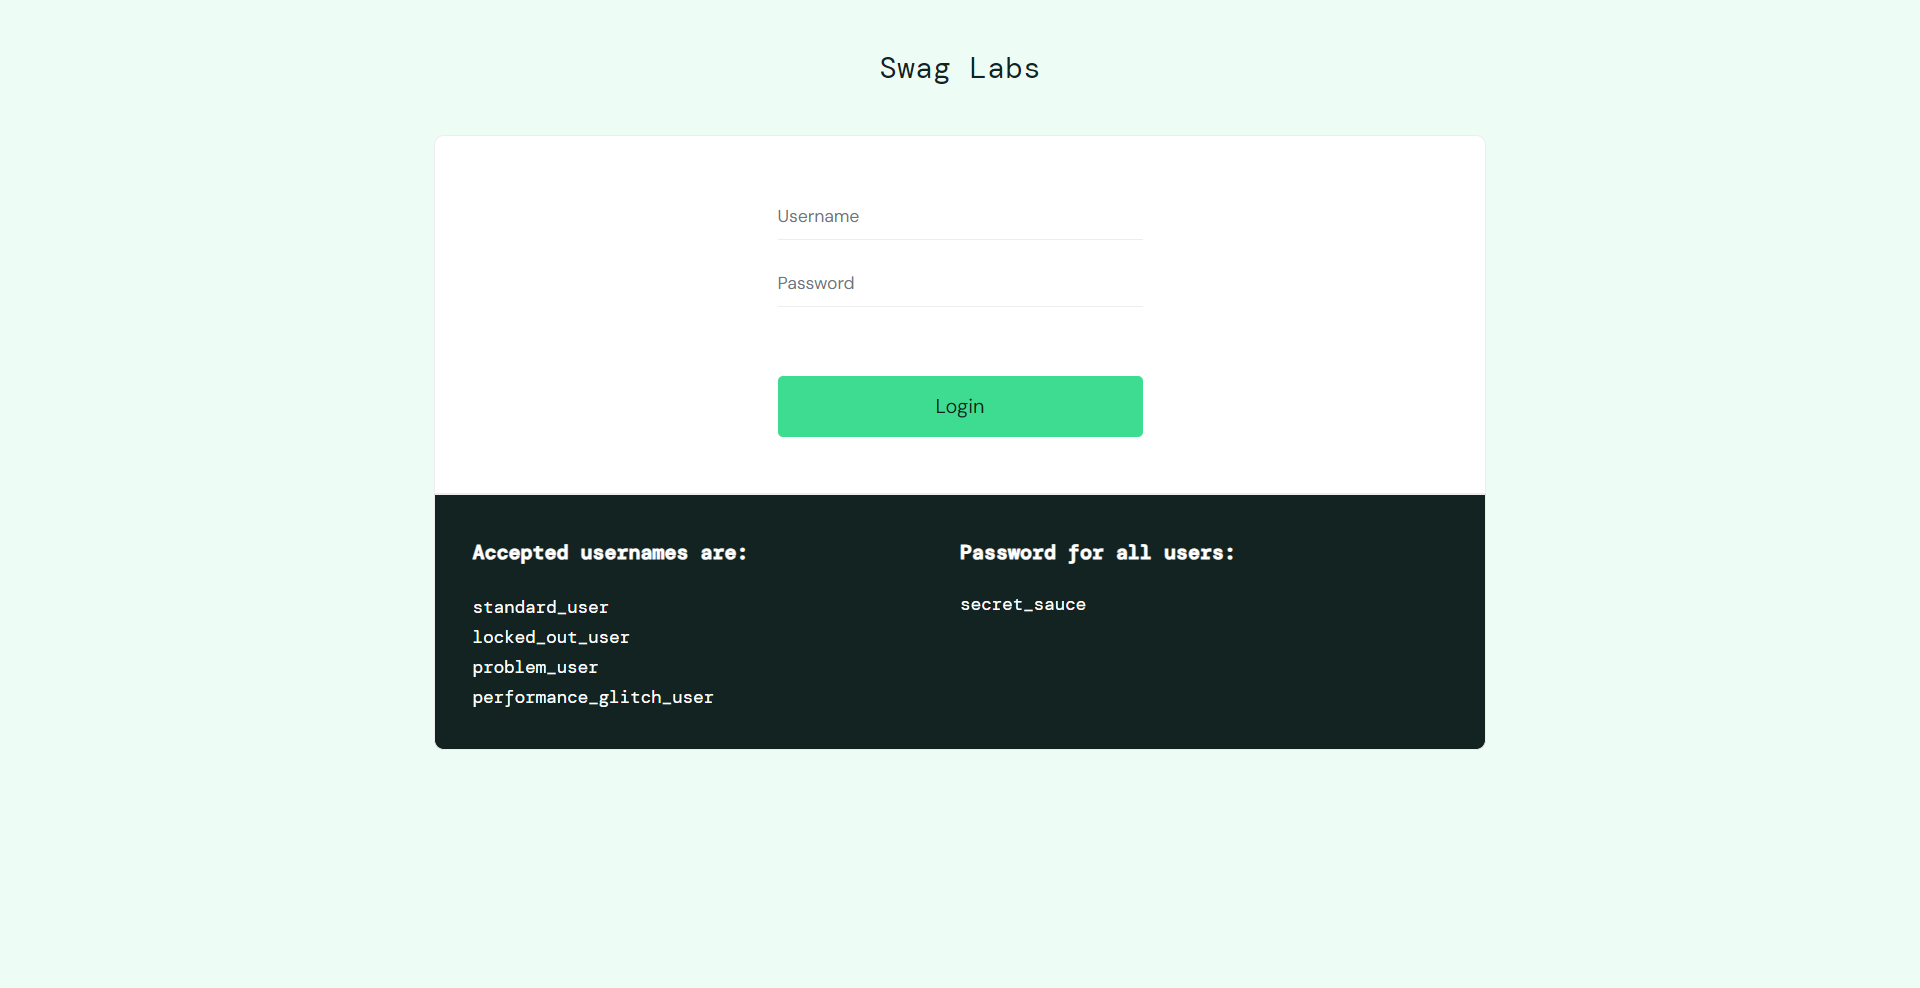 Swag Labs
Username
Password
Login
Accepted usernames are:
standard_user
locked_out_user
problem_user
performance_glitch_user
Password for all users:
secret_sauce